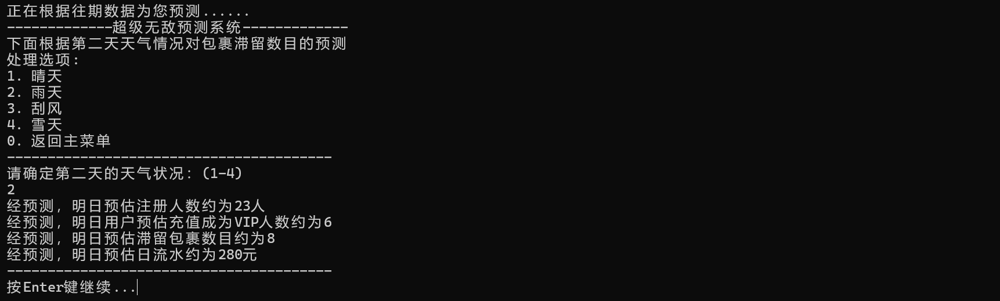 正在根据往期数据为您预测......
-------------超级无敌预测系统-------------
下面根据第二天天气情况对包裹滞留数目的预测
处理选项:
1. 晴天
2. 雨天
3. 刮风
4. 雪天
0. 返回主菜单
----------------------------------------
请确定第二天的天气状况: (1-4)
2
经预测, 明日预估注册人数约为23人
经预测, 明日用户预估充值成为VIP人数约为6
经预测, 明日预估滞留包裹数目约为8
经预测, 明日预估日流水约为280元
----------------------------------------
按Enter键继续...